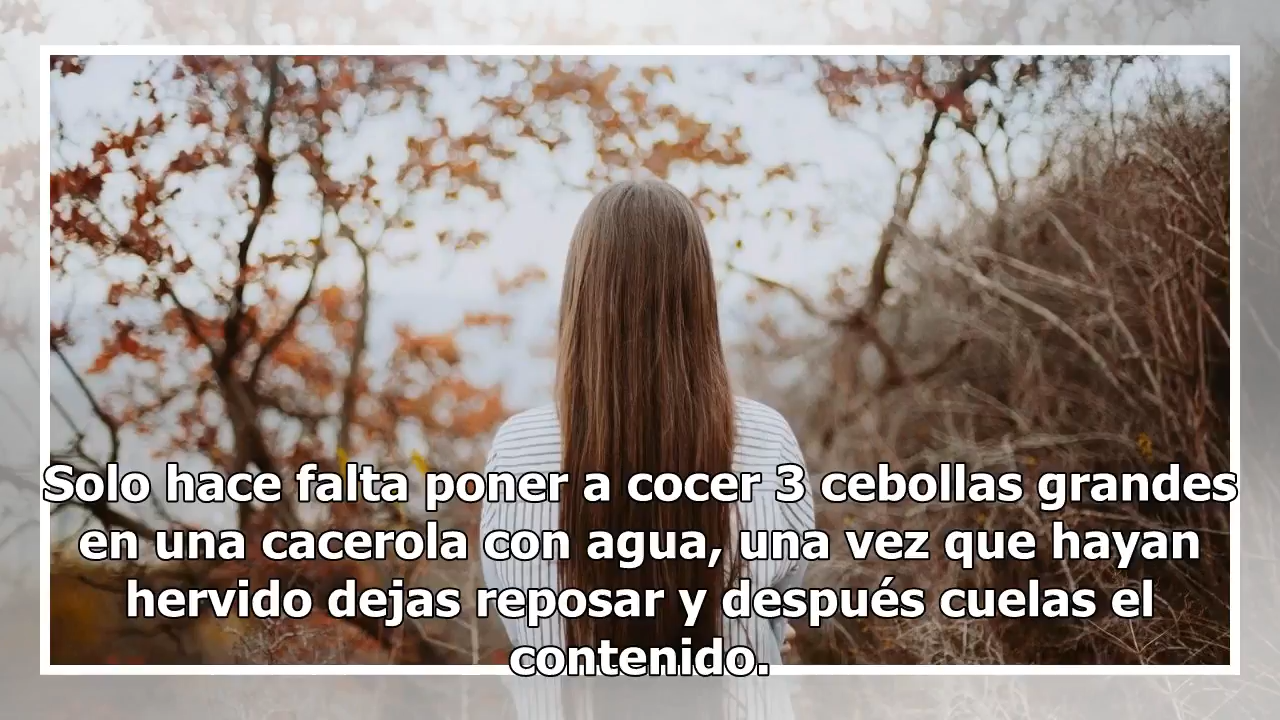 Solo hace falta poner a cocer 3 cebollas grandes
en una cacerola con agua, una vez que hayan
hervido dejas reposar y después cuelas el
contenido.